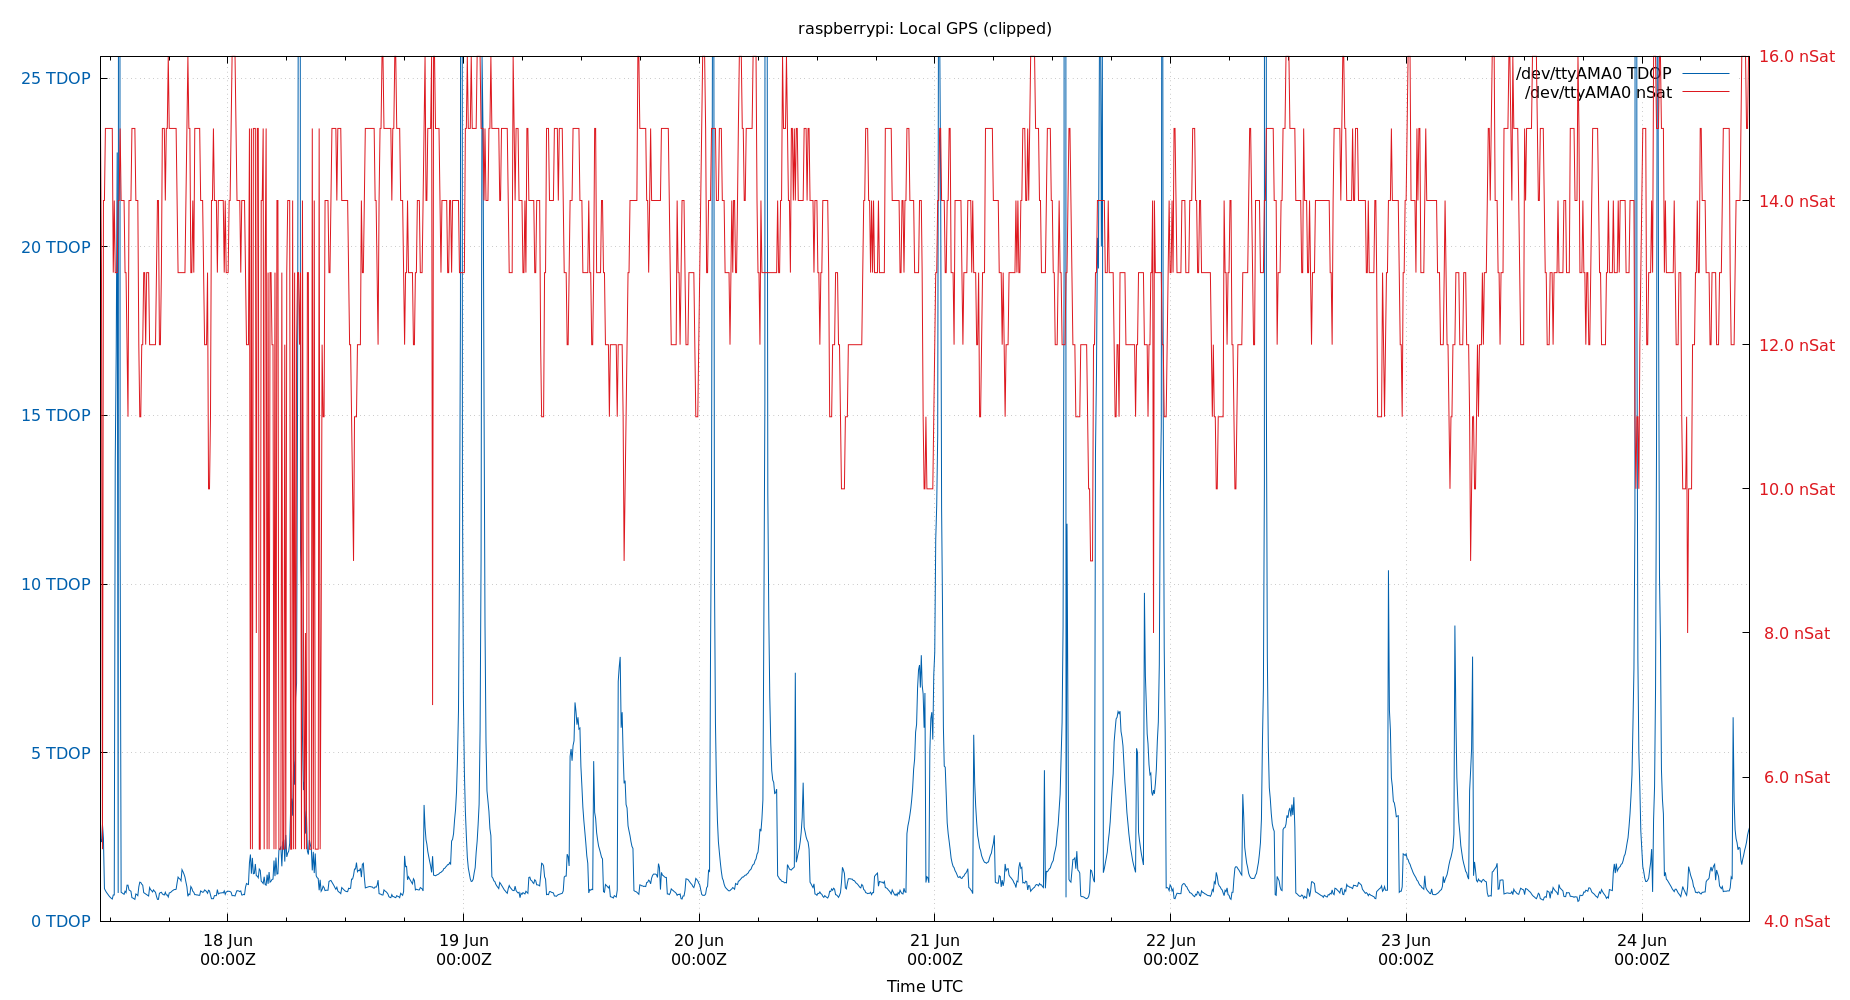 raspberrypi: Local GPS (clipped)
25 TDOP
20 TDOP
15 TDOP
10 TDOP
5 TDOP
0 TDOP
16.0 nSat
14.0 nSat
12.0 nSat
10.0 nSat
8.0 nSat
6.0 nSat
4.0 nSat
/dev/ttyAMA0 TDOP
/dev/ttyAMA0 nSat
18 Jun
00:00Z
19 Jun
00:00Z
20 Jun
00:00Z
21 Jun
00:00Z
22 Jun
00:00Z
23 Jun
00:00Z
24 Jun
00:00Z
Time UTC